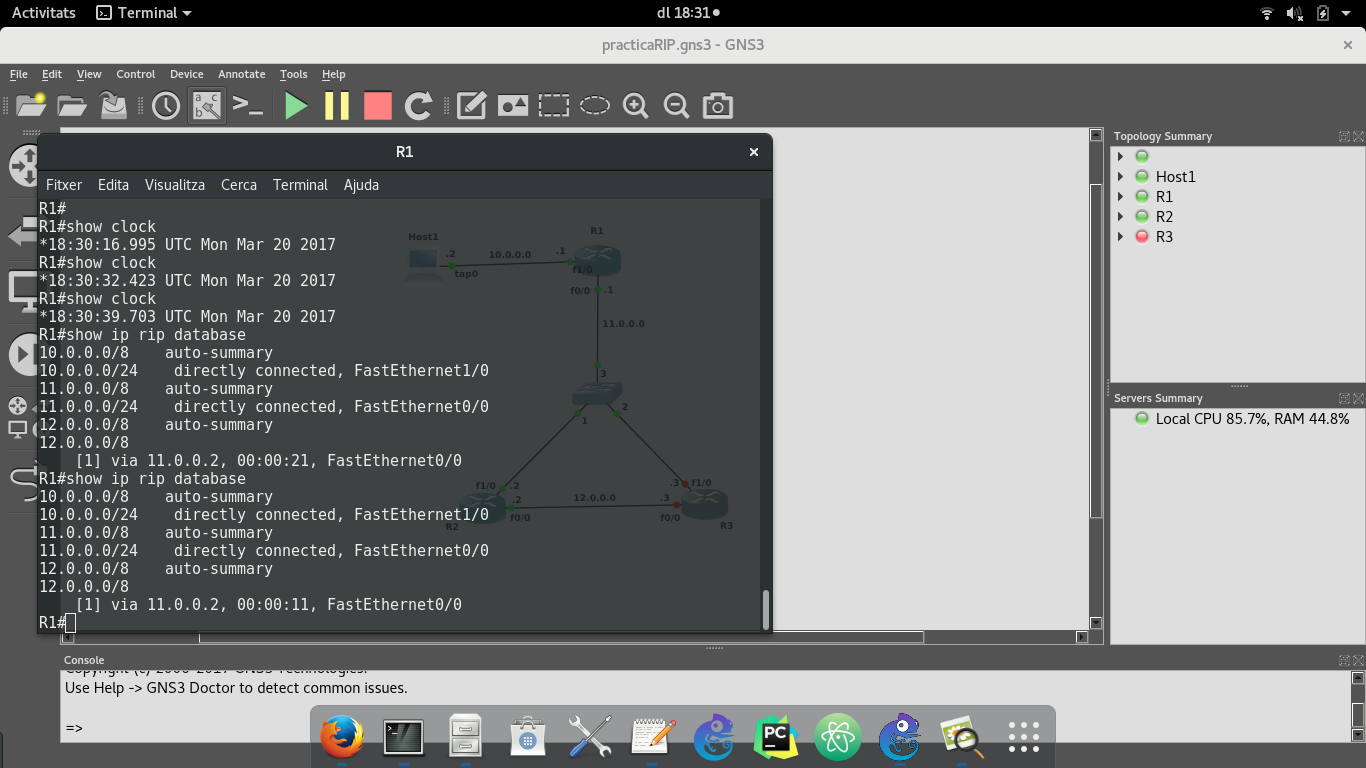 Activitats
Terminal
dl 18:31
practicaRIP.gns3 - GNS3
File Edit View Control Device Annotate Tools Help
Topology Summary
Host1
R1
R2
R3
Servers Summary
Local CPU 85.7%, RAM 44.8%
R1
Fitxer Edita Visualitza Cerca Terminal Ajuda
R1#
R1#show clock
*18:30:16.995 UTC Mon Mar 20 2017
R1#show clock
*18:30:32.423 UTC Mon Mar 20 2017
R1#show clock
*18:30:39.703 UTC Mon Mar 20 2017
R1#show ip rip database
10.0.0.0/8    auto-summary
10.0.0.0/24    directly connected, FastEthernet1/0
11.0.0.0/8    auto-summary
11.0.0.0/24    directly connected, FastEthernet0/0
12.0.0.0/8    auto-summary
12.0.0.0/8
    [1] via 11.0.0.2, 00:00:21, FastEthernet0/0
R1#show ip rip database
10.0.0.0/8    auto-summary
10.0.0.0/24    directly connected, FastEthernet1/0
11.0.0.0/8    auto-summary
11.0.0.0/24    directly connected, FastEthernet0/0
12.0.0.0/8    auto-summary
12.0.0.0/8
    [1] via 11.0.0.2, 00:00:11, FastEthernet0/0
R1#
Host1
.2
tap0
10.0.0.0
.1
f1/0
R1
f0/0
.1
11.0.0.0
3
1
2
f1/0
.2
R2
.2
f0/0
12.0.0.0
.3
f1/0
.3
f0/0
R3
Console
Copyright (c) 2006-2017 GNS3 Technologies.
Use Help -> GNS3 Doctor to detect common issues.
=>
a c
b
>_
>_
PC